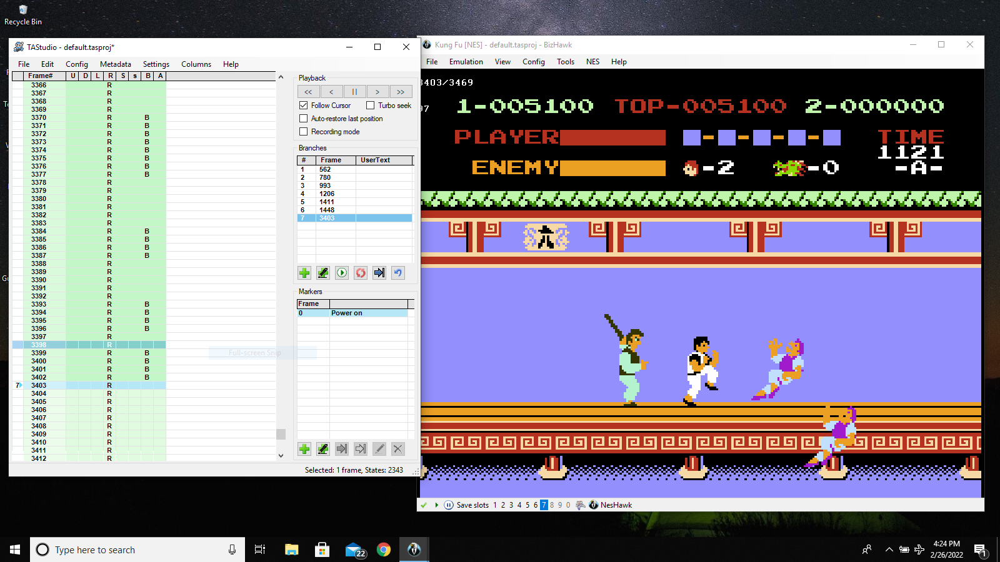 Recycle Bin
TAStudio - default.tasproj*
File Edit Config Metadata Settings Columns Help
Frame# U D L R S s B A
3366 R
3367 R
3368 R
3369 R
3370 R B
3371 R B
3372 R B
3373 R B
3374 R B
3375 R B
3376 R B
3377 R B
3378 R
3379 R
3380 R
3381 R
3382 R
3383 R
3384 R B
3385 R B
3386 R B
3387 R B
3388 R
3389 R
3390 R
3391 R
3392 R
3393 R B
3394 R B
3395 R B
3396 R B
3397 R
3398 R
3399 R B
3400 R B
3401 R B
3402 R B
7 3403 R
3404 R
3405 R
3406 R
3407 R
3408 R
3409 R
3410 R
3411 R
3412 R
Full-screen Snip
Playback
<< < || > >>
Follow Cursor Turbo seek
Auto-restore last position
Recording mode
Branches
# Frame UserText
1 562
2 780
3 993
4 1206
5 1411
6 1448
7 3403
Markers
Frame
0 Power on
Selected: 1 frame, States: 2343
Kung Fu [NES] - default.tasproj - BizHawk
File Emulation View Config Tools NES Help
3403/3469
1-005100 TOP-005100 2-000000
PLAYER TIME
1121
ENEMY -2 -0 -A-
Save slots 1 2 3 4 5 6 7 8 9 0 NesHawk
Type here to search
22
4:24 PM
2/26/2022
1